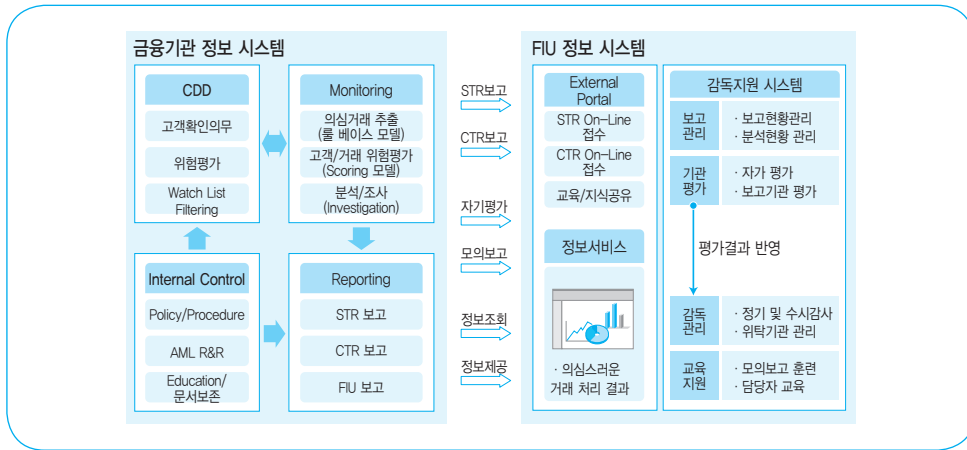 금융기관 정보 시스템
CDD
고객확인의무
위험평가
Watch List
Filtering
Monitoring
의심거래 추출
(룰 베이스 모델)
고객/거래 위험평가
(Scoring 모델)
분석/조사
(Investigation)
Internal Control
Policy/Procedure
AML R&R
Education/
문서보존
Reporting
STR 보고
CTR 보고
FIU 보고
STR보고
CTR보고
자기평가
모의보고
정보조회
정보제공
FIU 정보 시스템
External
Portal
STR On-Line
접수
CTR On-Line
접수
교육/지식공유
정보서비스
· 의심스러운
거래 처리 결과
감독지원 시스템
보고
관리
· 보고현황관리
· 분석현황 관리
기관
평가
· 자가 평가
· 보고기관 평가
평가결과 반영
감독
관리
· 정기 및 수시감사
· 위탁기관 관리
교육
지원
· 모의보고 훈련
· 담당자 교육